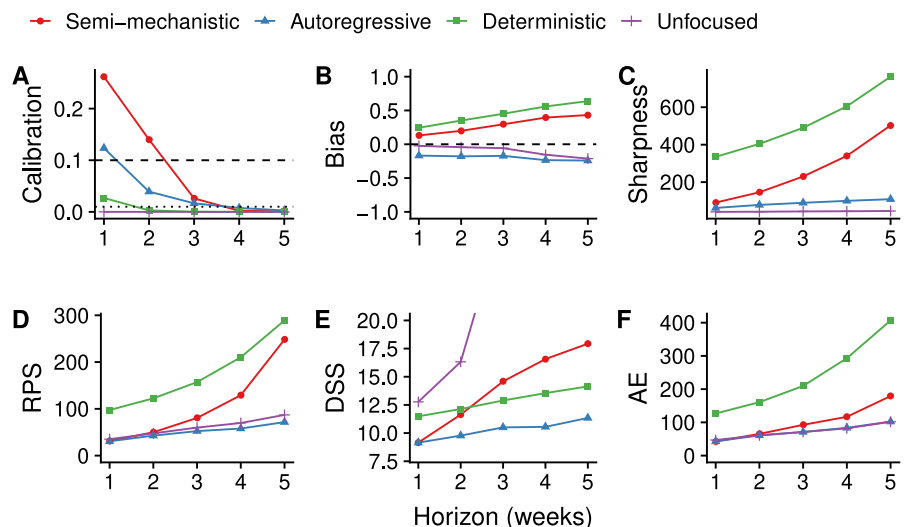 Semi−mechanistic Autoregressive Deterministic Unfocused
A B C
Calibration
0.2
0.1
0.0
1 2 3 4 5
Bias
1.0
0.5
0.0
−0.5
−1.0
1 2 3 4 5
Sharpness
600
400
200
1 2 3 4 5
D E F
RPS
300
200
100
0
1 2 3 4 5
DSS
20.0
17.5
15.0
12.5
10.0
7.5
1 2 3 4 5
AE
400
300
200
100
0
1 2 3 4 5
Horizon (weeks)